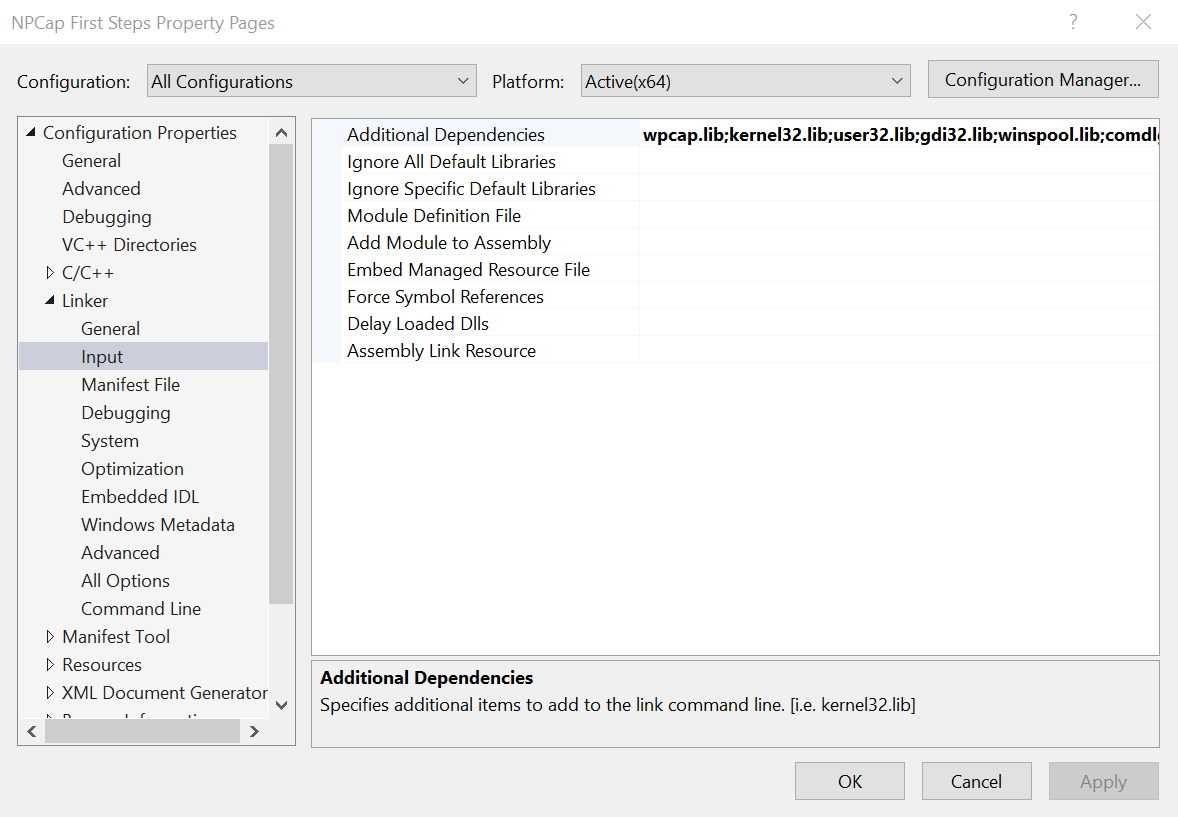 NPCap First Steps Property Pages
Configuration: All Configurations Platform: Active(x64) Configuration Manager...
Configuration Properties
General
Advanced
Debugging
VC++ Directories
C/C++
Linker
General
Input
Manifest File
Debugging
System
Optimization
Embedded IDL
Windows Metadata
Advanced
All Options
Command Line
Manifest Tool
Resources
XML Document Generator
Additional Dependencies wpcap.lib;kernel32.lib;user32.lib;gdi32.lib;winspool.lib;comdl
Ignore All Default Libraries
Ignore Specific Default Libraries
Module Definition File
Add Module to Assembly
Embed Managed Resource File
Force Symbol References
Delay Loaded Dlls
Assembly Link Resource
Additional Dependencies
Specifies additional items to add to the link command line. [i.e. kernel32.lib]
OK Cancel Apply